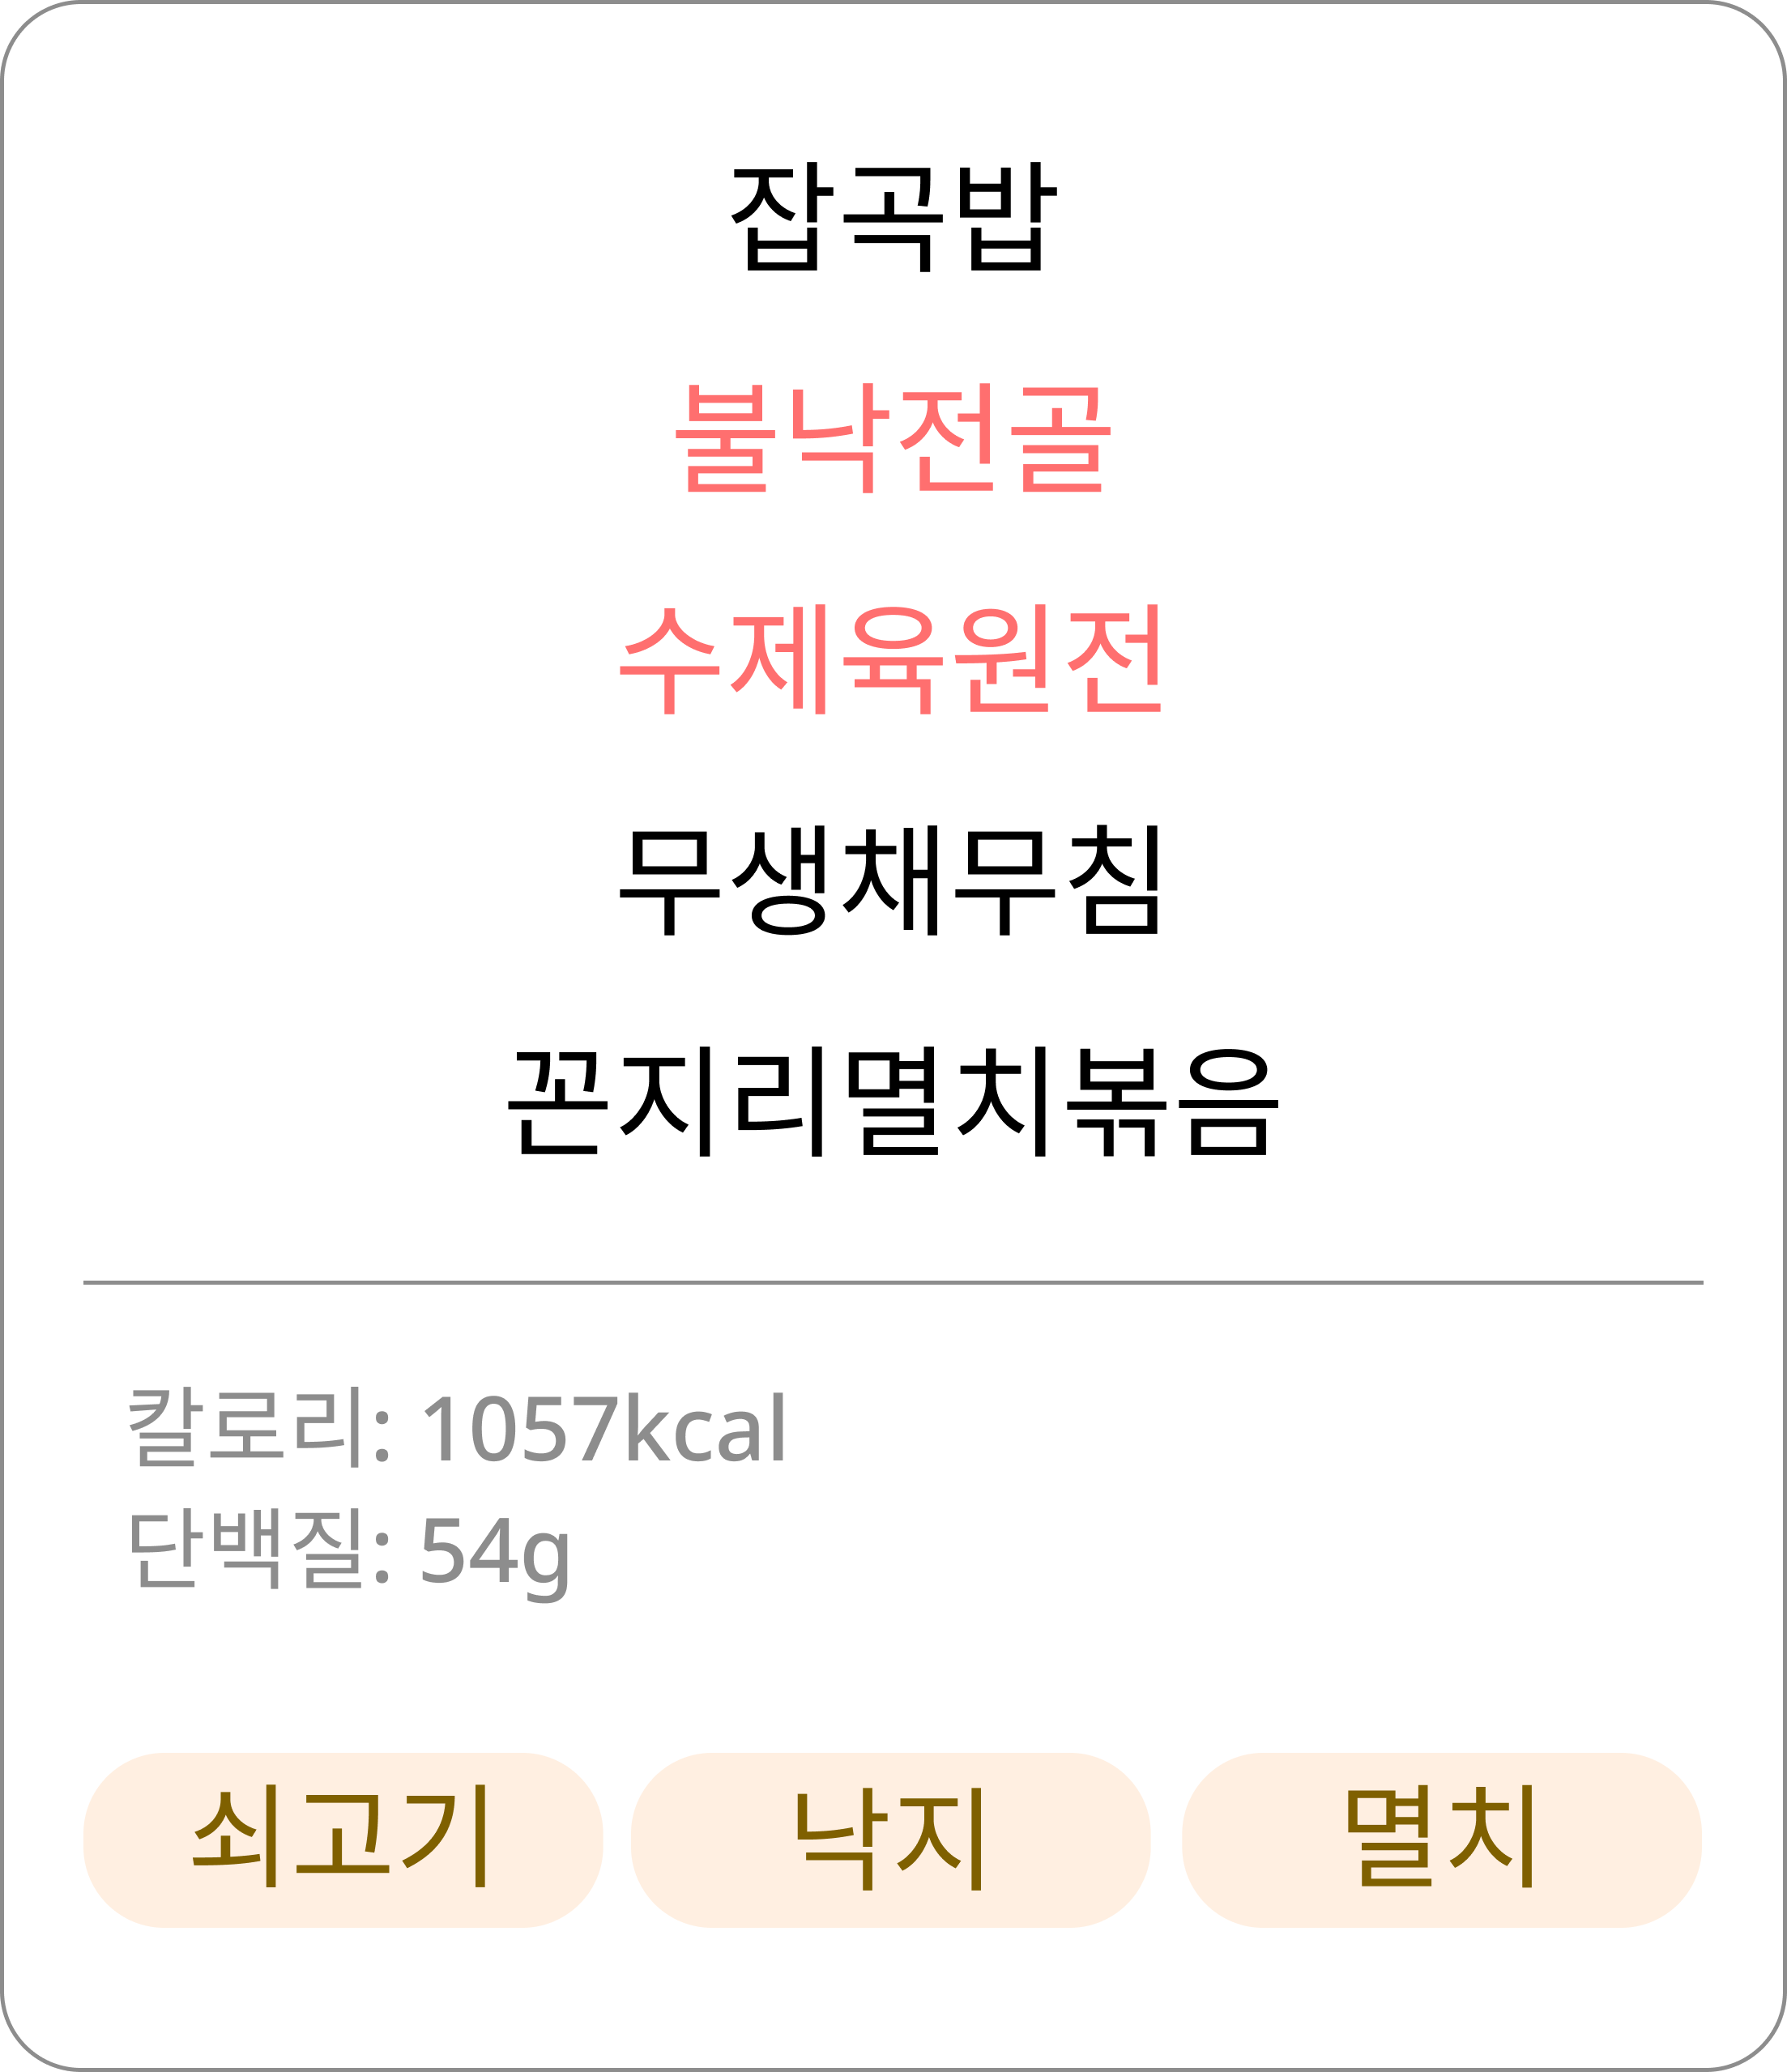 잡곡밥
불낙전골
수제육원전
무생채무침
꼰지리멸치볶음
칼로리: 1057kcal
단백질: 54g
쇠고기
낙지
멸치